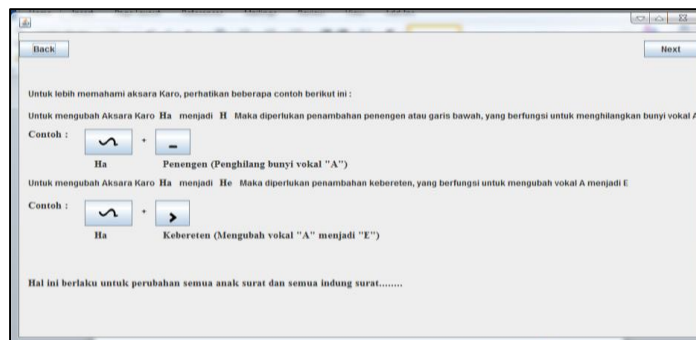 Back
Next
Untuk lebih memahami aksara Karo, perhatikan beberapa contoh berikut ini :
Untuk mengubah Aksara Karo Ha menjadi H Maka diperlukan penambahan penengen atau garis bawah, yang berfungsi untuk menghilangkan bunyi vokal A
Contoh :
+
Ha Penengen (Penghilang bunyi vokal "A")
Untuk mengubah Aksara Karo Ha menjadi He Maka diperlukan penambahan kebereten, yang berfungsi untuk mengubah vokal A menjadi E
Contoh :
+
Ha Kebereten (Mengubah vokal "A" menjadi "E")
Hal ini berlaku untuk perubahan semua anak surat dan semua indung surat........